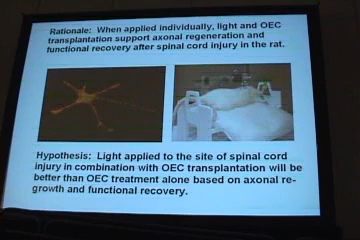 Rationale: When applied individually, light and OEC
transplantation support axonal regeneration and
functional recovery after spinal cord injury in the rat.
Hypothesis: Light applied to the site of spinal cord
injury in combination with OEC transplantation will be
better than OEC treatment alone based on axonal re-
growth and functional recovery.